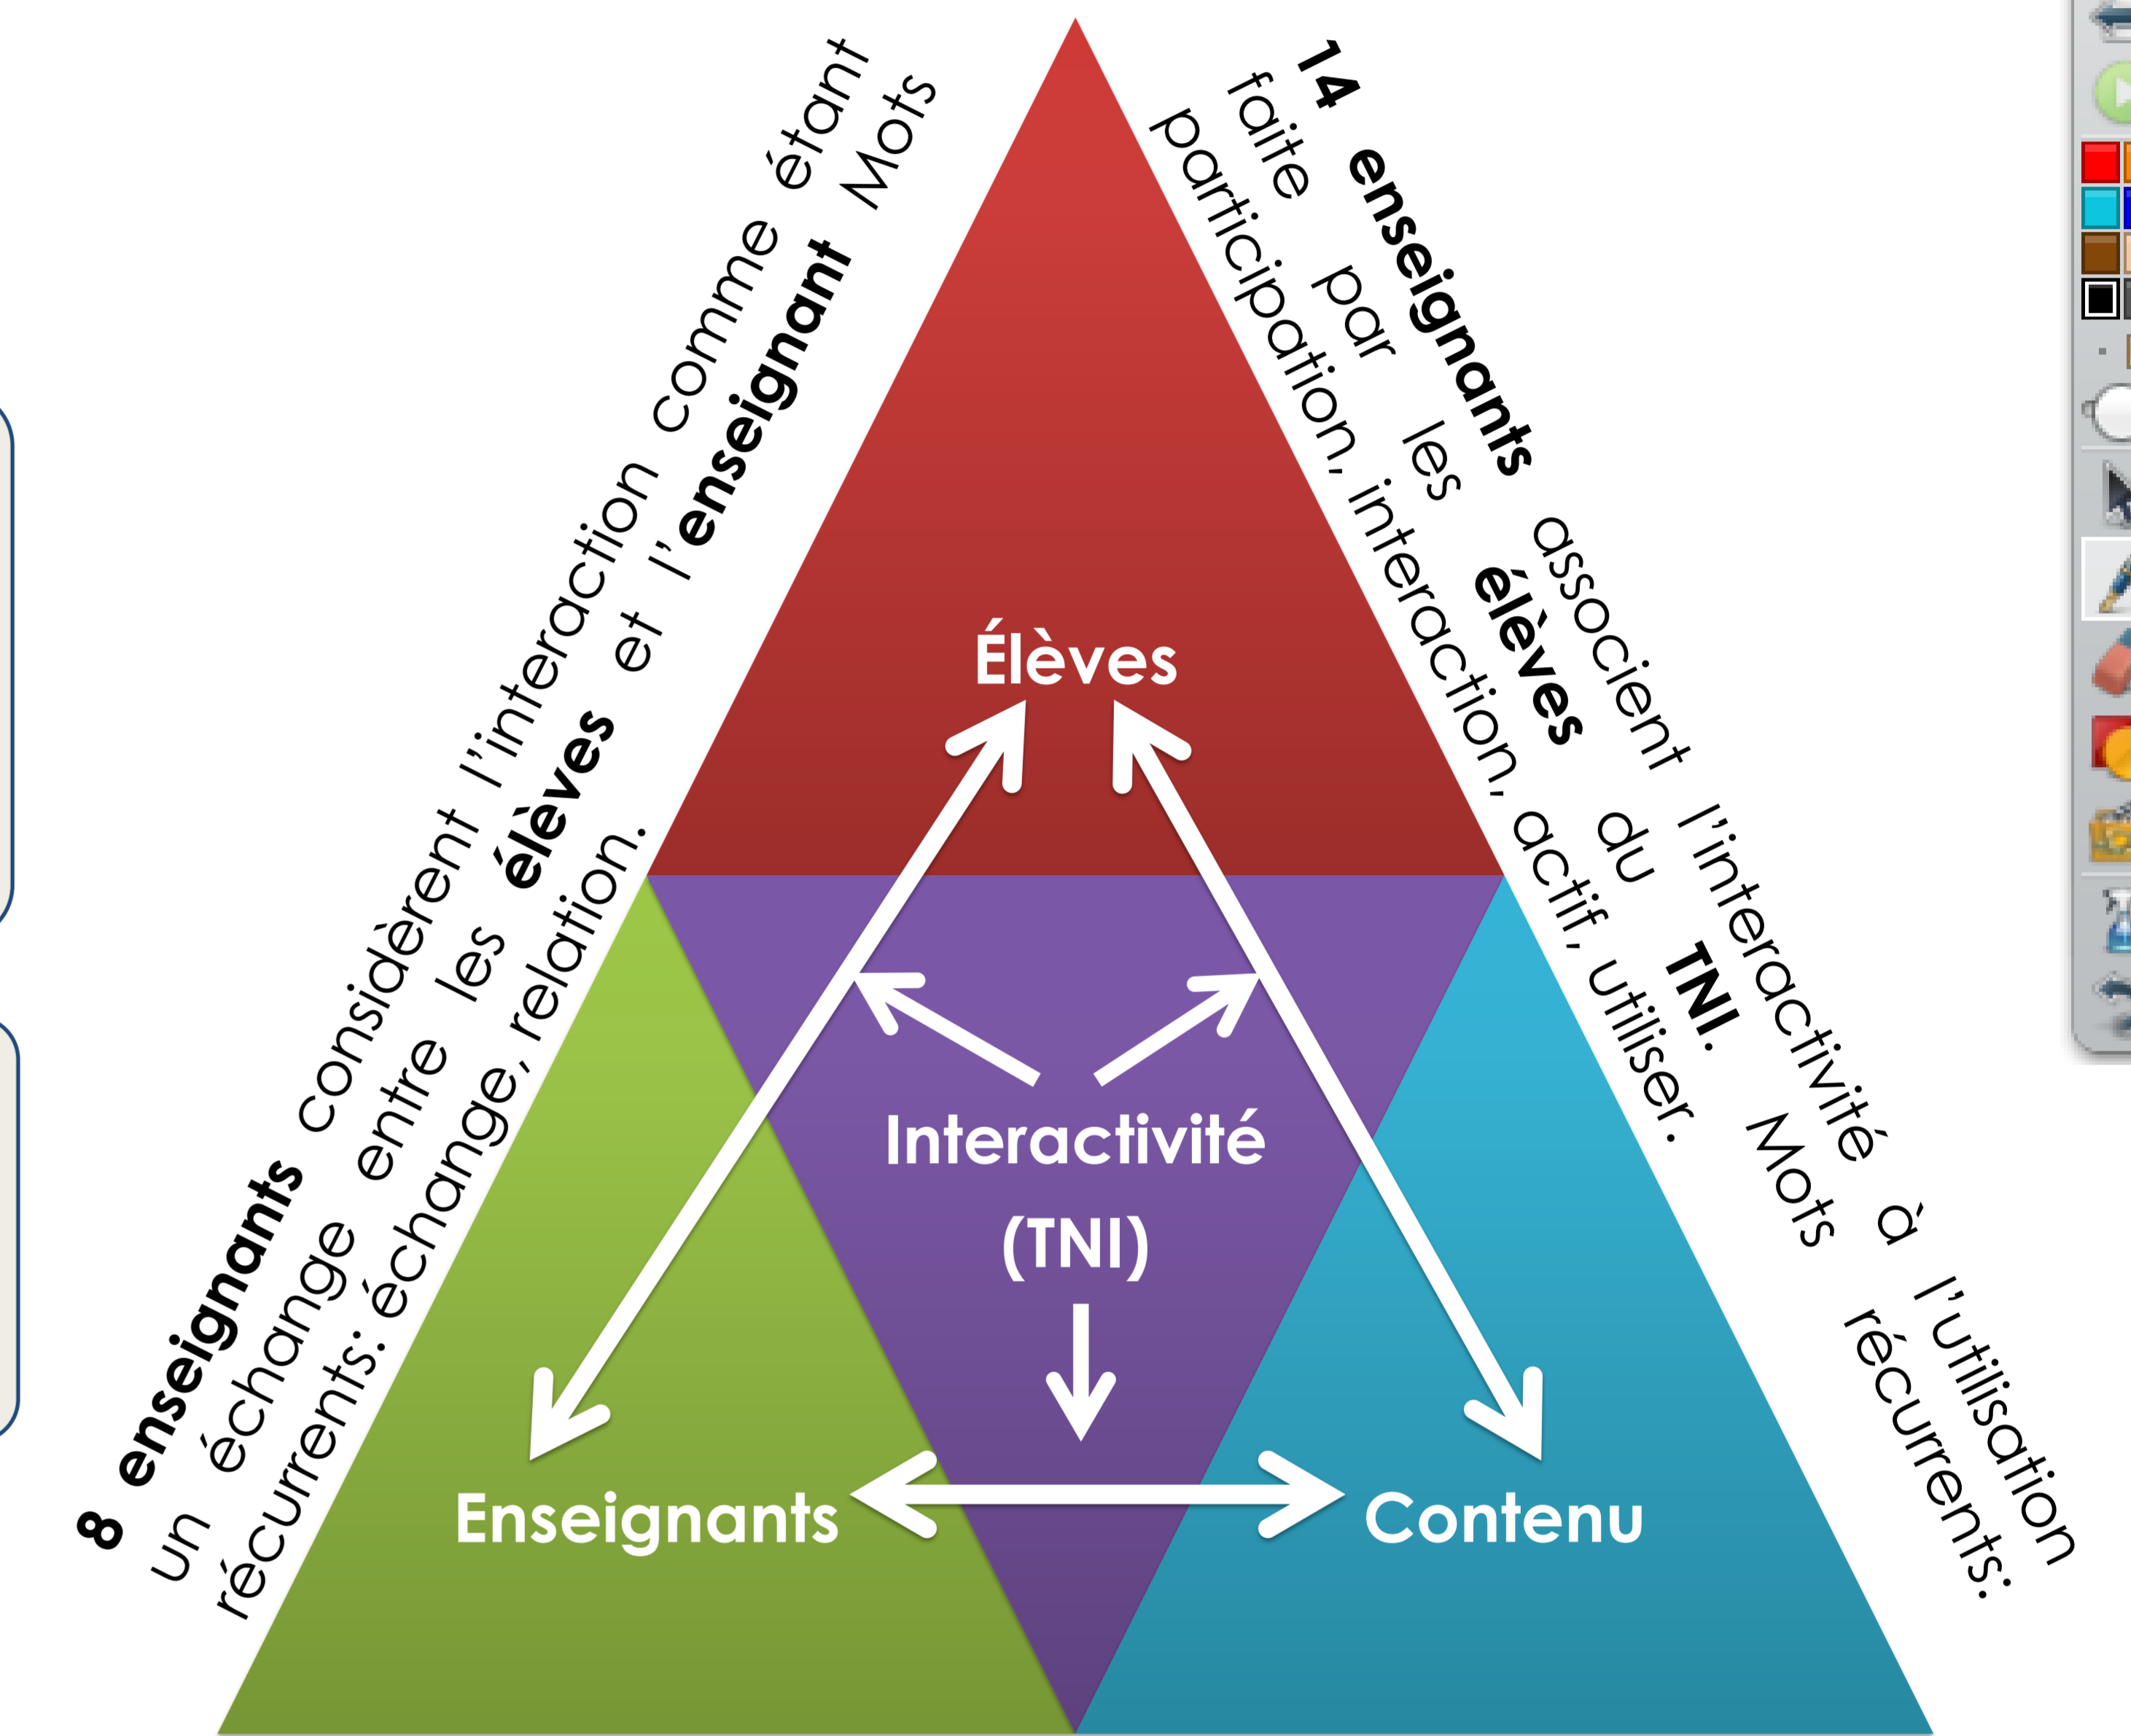 8 enseignants considèrent l'interaction comme étant
un échange entre les élèves et l'enseignant Mots
récurrents: échange, relation.
14 enseignants associent l'interactivité à l'utilisation
faite par les élèves du TNI. Mots récurrents:
participation, interaction, actif, utiliser.
Élèves
Interactivité
(TNI)
Enseignants
Contenu